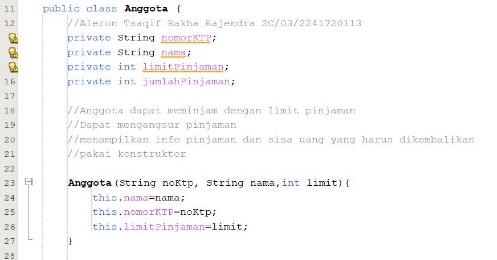 11 public class Anggota {
12 //Aleron Tsaqif Rakha Rajendra 2C/03/2241720113
private String nomorKTP;
private String nama;
private int limitPinjaman;
16 private int jumlahPinjaman;
17
18 //Anggota dapat meminjam dengan limit pinjaman
19 //Dapat mengangsur pinjaman
20 //menampilkan info pinjaman dan sisa uang yang harus dikembalikan
21 //pakai konstruktor
22
23 Anggota(String noKtp, String nama,int limit){
24 this.nama=nama;
25 this.nomorKTP=noKtp;
26 this.limitPinjaman=limit;
27 }
28